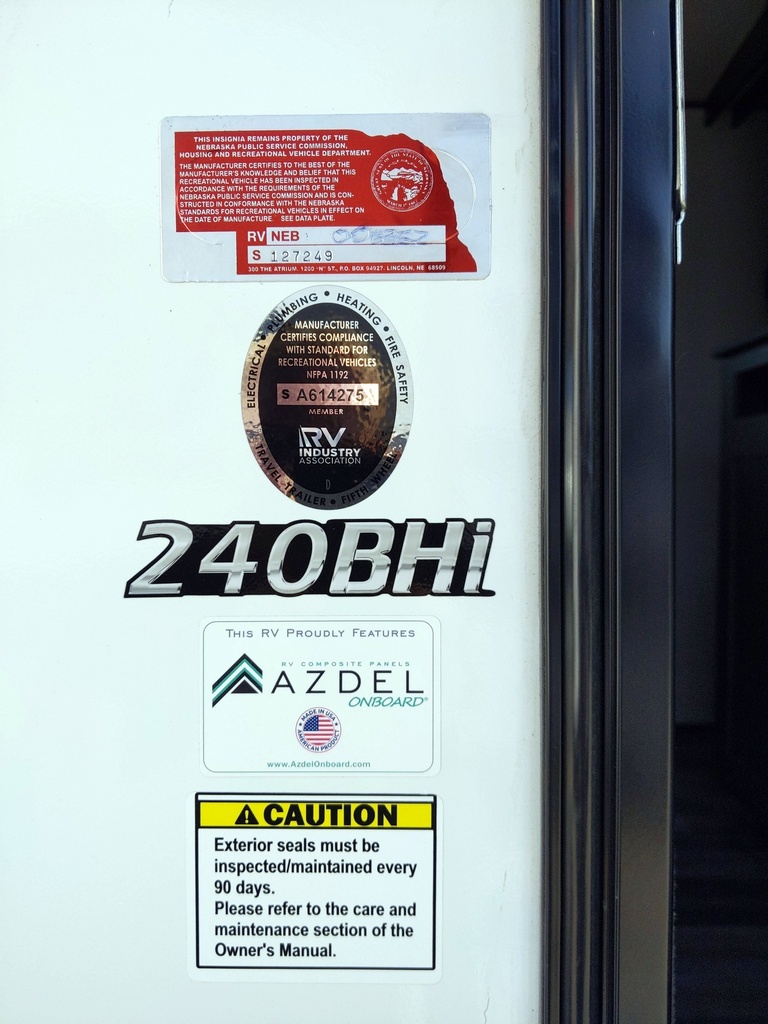 THIS INSIGNIA REMAINS PROPERTY OF THE
NEBRASKA PUBLIC SERVICE COMMISSION,
HOUSING AND RECREATIONAL VEHICLE DEPARTMENT.
THE MANUFACTURER CERTIFIES TO THE BEST OF THE
MANUFACTURER'S KNOWLEDGE AND BELIEF THAT THIS
RECREATIONAL VEHICLE HAS BEEN INSPECTED IN
ACCORDANCE WITH THE REQUIREMENTS OF THE
NEBRASKA PUBLIC SERVICE COMMISSION AND IS CON-
STRUCTED IN CONFORMANCE WITH THE NEBRASKA
STANDARDS FOR RECREATIONAL VEHICLES IN EFFECT ON
THE DATE OF MANUFACTURE. SEE DATA PLATE.
RV NEB
S 127249
300 THE ATRIUM, 1200 "N" ST., P.O. BOX 94927, LINCOLN, NE 68509
ELECTRICAL • PLUMBING • HEATING • FIRE SAFETY
MANUFACTURER
CERTIFIES COMPLIANCE
WITH STANDARD FOR
RECREATIONAL VEHICLES
NFPA 1192
S A614275
MEMBER
RV
INDUSTRY
ASSOCIATION
D
TRAVEL TRAILER • FIFTH WHEEL
240BHi
THIS RV PROUDLY FEATURES
RV COMPOSITE PANELS
AZDEL
ONBOARD®
MADE IN USA
AMERICAN PRODUCT
www.AzdelOnboard.com
CAUTION
Exterior seals must be
inspected/maintained every
90 days.
Please refer to the care and
maintenance section of the
Owner's Manual.